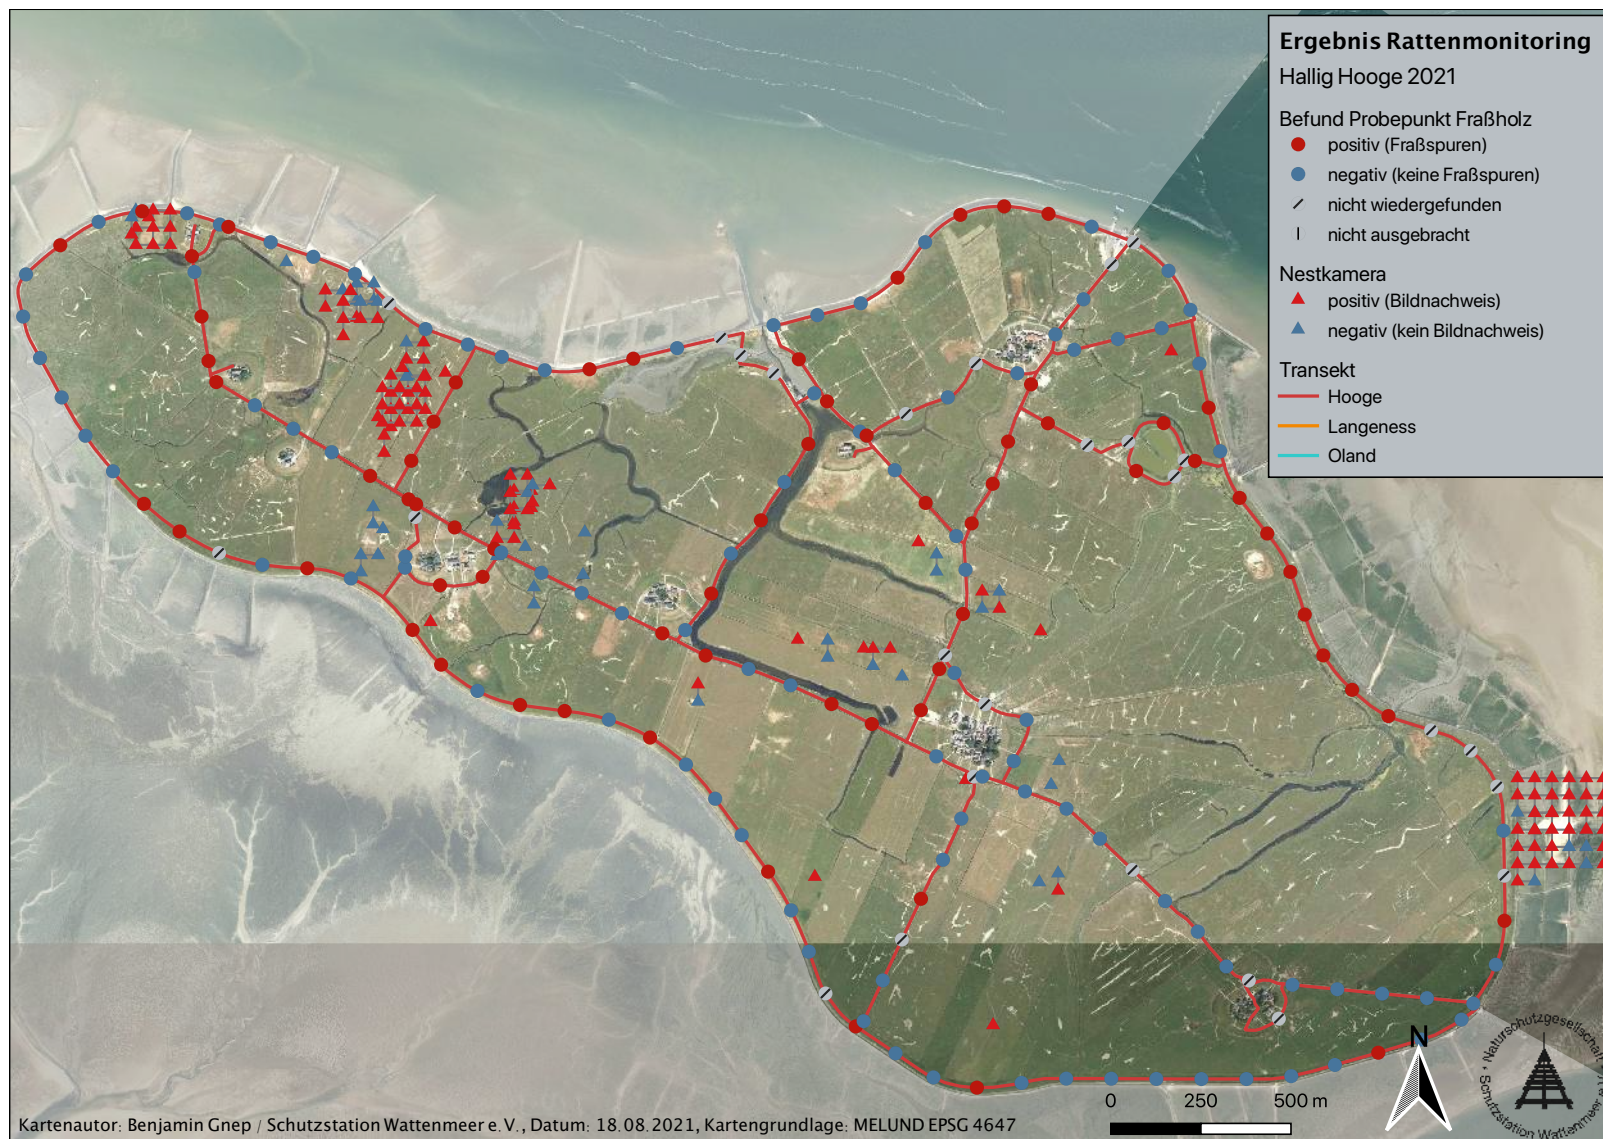 Ergebnis Rattenmonitoring
Hallig Hooge 2021
Befund Probepunkt Fraßholz
positiv (Fraßspuren)
negativ (keine Fraßspuren)
nicht wiedergefunden
nicht ausgebracht
Nestkamera
positiv (Bildnachweis)
negativ (kein Bildnachweis)
Transekt
Hooge
Langeness
Oland
N
0 250 500 m
Naturschutzgesellschaft
Schutzstation Wattenmeer
Kartenautor: Benjamin Gnep / Schutzstation Wattenmeer e. V., Datum: 18.08.2021, Kartengrundlage: MELUND EPSG 4647